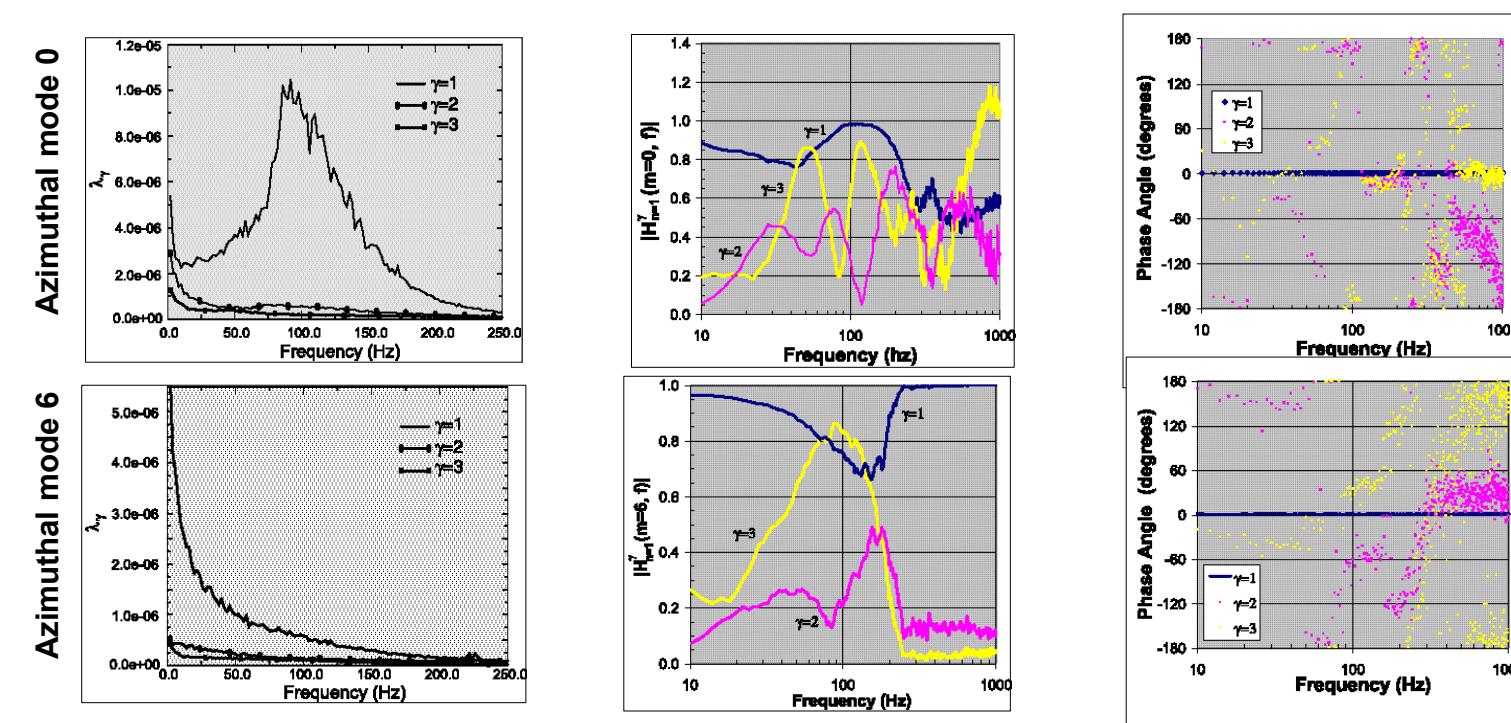 Azimuthal mode 0
λγ
1.2e-05
1.0e-05
8.0e-06
6.0e-06
4.0e-06
2.0e-06
0.0e+00
0.0 50.0 100.0 150.0 200.0 250.0
Frequency (Hz)
γ=1
γ=2
γ=3
|Hγn=1 (m=0, f)|
1.4
1.2
1.0
0.8
0.6
0.4
0.2
0.0
10 100 1000
Frequency (hz)
γ=1
γ=3
γ=2
Phase Angle (degrees)
180
120
60
0
-60
-120
-180
10 100 1000
Frequency (Hz)
γ=1
γ=2
γ=3
Azimuthal mode 6
λγ
5.0e-06
4.0e-06
3.0e-06
2.0e-06
1.0e-06
0.0e+00
0.0 50.0 100.0 150.0 200.0 250.0
Frequency (Hz)
γ=1
γ=2
γ=3
|Hγn=1(m=6, f)|
1.0
0.8
0.6
0.4
0.2
0.0
10 100 1000
Frequency (Hz)
γ=1
γ=3
γ=2
Phase Angle (degrees)
180
120
60
0
-60
-120
-180
10 100 100
Frequency (Hz)
γ=1
γ=2
γ=3